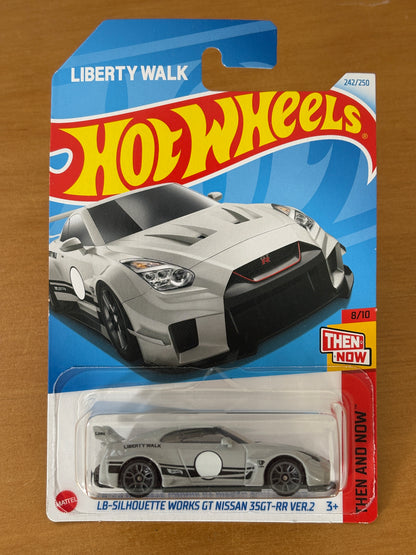 LIBERTY WALK
242/250
HOT WHEELS®
8/10
THEN AND NOW
THEN AND NOW
LIBERTY WALK
MATTEL
LB-SILHOUETTE WORKS GT NISSAN 35GT-RR VER.2
3+